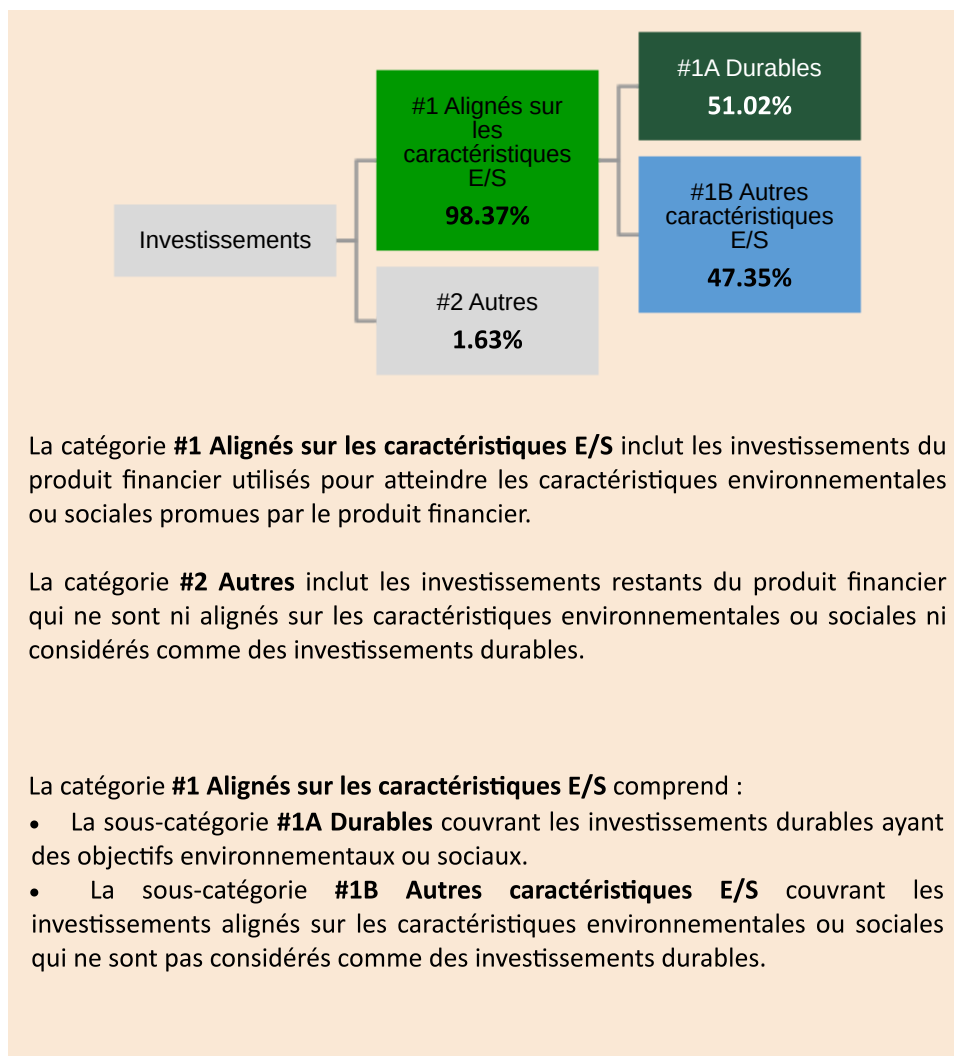 #1A Durables
51.02%
#1 Alignés sur
les
caractéristiques
E/S
98.37%
#1B Autres
caractéristiques
E/S
47.35%
Investissements
#2 Autres
1.63%
La catégorie #1 Alignés sur les caractéristiques E/S inclut les investissements du
produit financier utilisés pour atteindre les caractéristiques environnementales
ou sociales promues par le produit financier.
La catégorie #2 Autres inclut les investissements restants du produit financier
qui ne sont ni alignés sur les caractéristiques environnementales ou sociales ni
considérés comme des investissements durables.
La catégorie #1 Alignés sur les caractéristiques E/S comprend :
• La sous-catégorie #1A Durables couvrant les investissements durables ayant
des objectifs environnementaux ou sociaux.
• La sous-catégorie #1B Autres caractéristiques E/S couvrant les
investissements alignés sur les caractéristiques environnementales ou sociales
qui ne sont pas considérés comme des investissements durables.